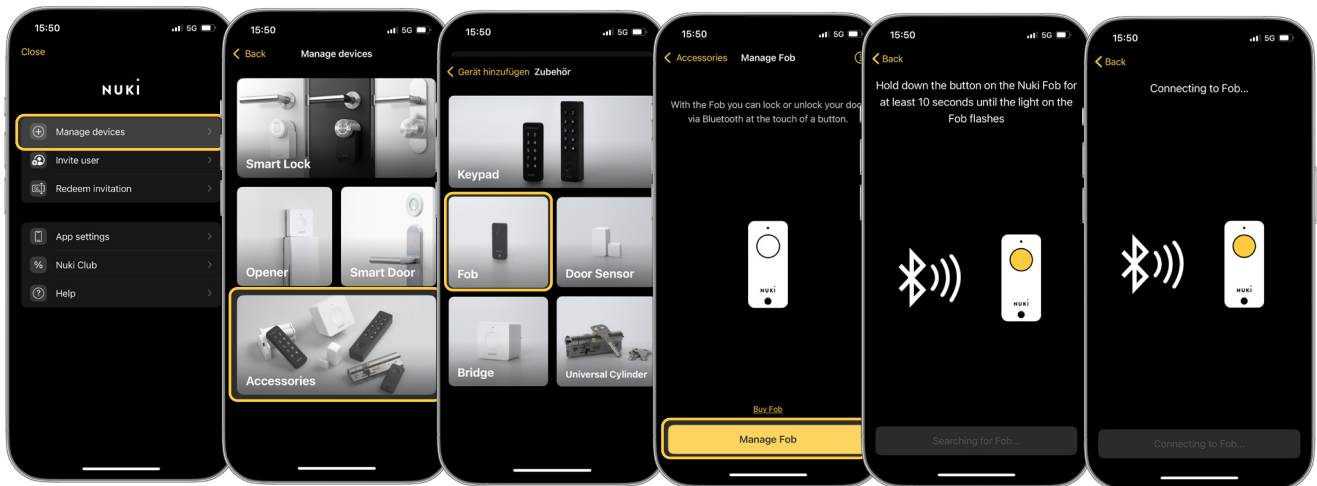 15:50
5G
Close
NUKI
Manage devices
Invite user
Redeem invitation
App settings
% Nuki Club
? Help
15:50
5G
Back
Manage devices
Smart Lock
Opener
Smart Door
Accessories
15:50
5G
Gerät hinzufügen
Zubehör
Keypad
Fob
Door Sensor
Bridge
Universal Cylinder
15:50
5G
Accessories
Manage Fob
With the Fob you can lock or unlock your doo
via Bluetooth at the touch of a button.
NUKI
Buy Fob
Manage Fob
15:50
5G
Back
Hold down the button on the Nuki Fob for
at least 10 seconds until the light on the
Fob flashes
NUKI
Searching for Fob...
15:50
5G
Back
Connecting to Fob...
NUKI
Connecting to Fob...